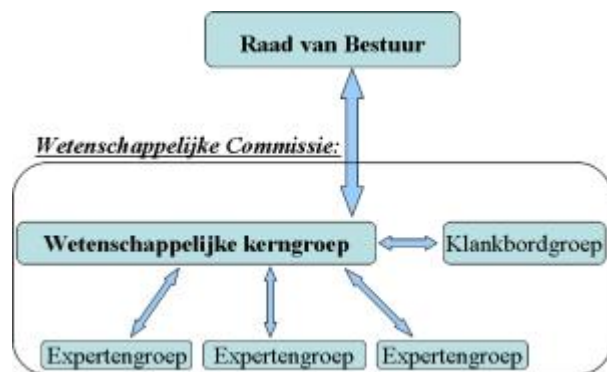 Raad van Bestuur
Wetenschappelijke Commissie:
Wetenschappelijke kerngroep
Klankbordgroep
Expertengroep
Expertengroep
Expertengroep